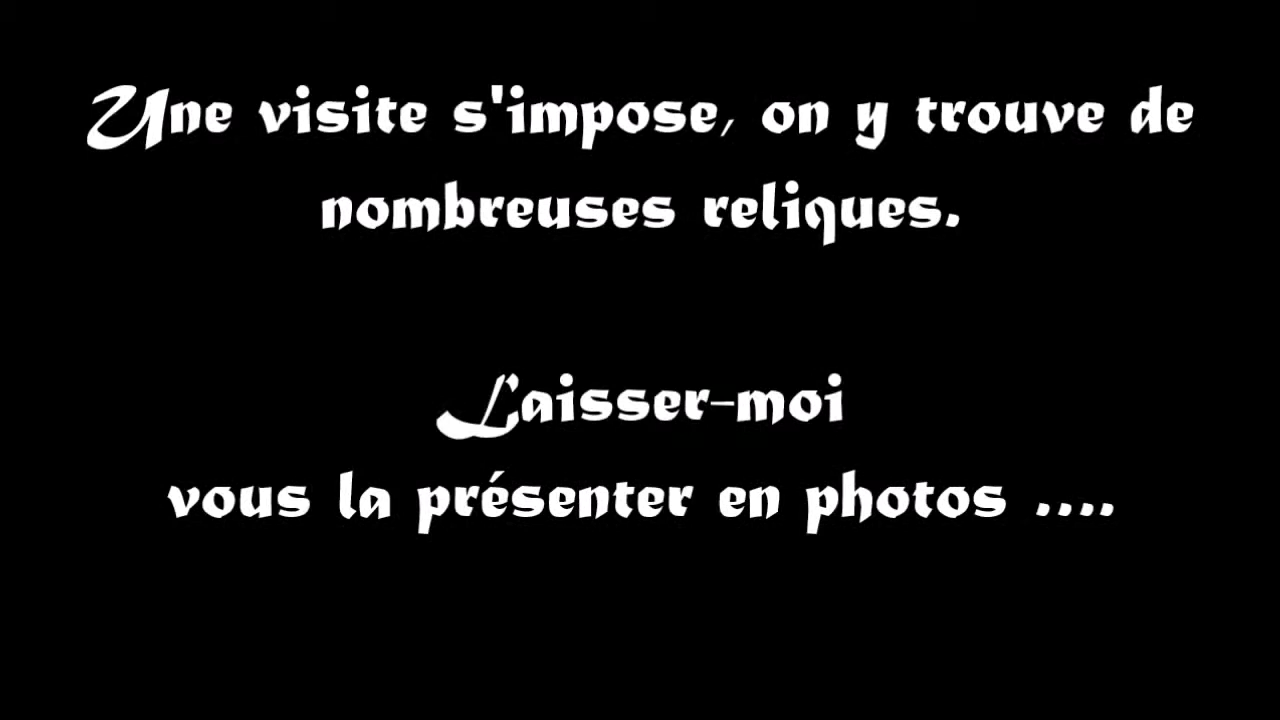 Une visite s'impose, on y trouve de
nombreuses reliques.
Laisser-moi
vous la présenter en photos ....